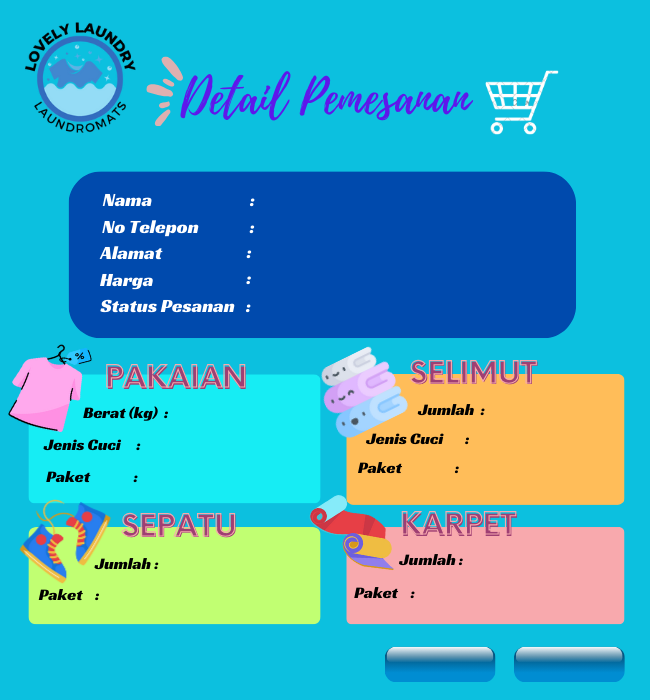 LOVELY LAUNDRY
LAUNDROMATS
Detail Pemesanan
Nama :
No Telepon :
Alamat :
Harga :
Status Pesanan :
%
PAKAIAN
Berat (kg) :
Jenis Cuci :
Paket :
SELIMUT
Jumlah :
Jenis Cuci :
Paket :
SEPATU
Jumlah :
Paket :
KARPET
Jumlah :
Paket :